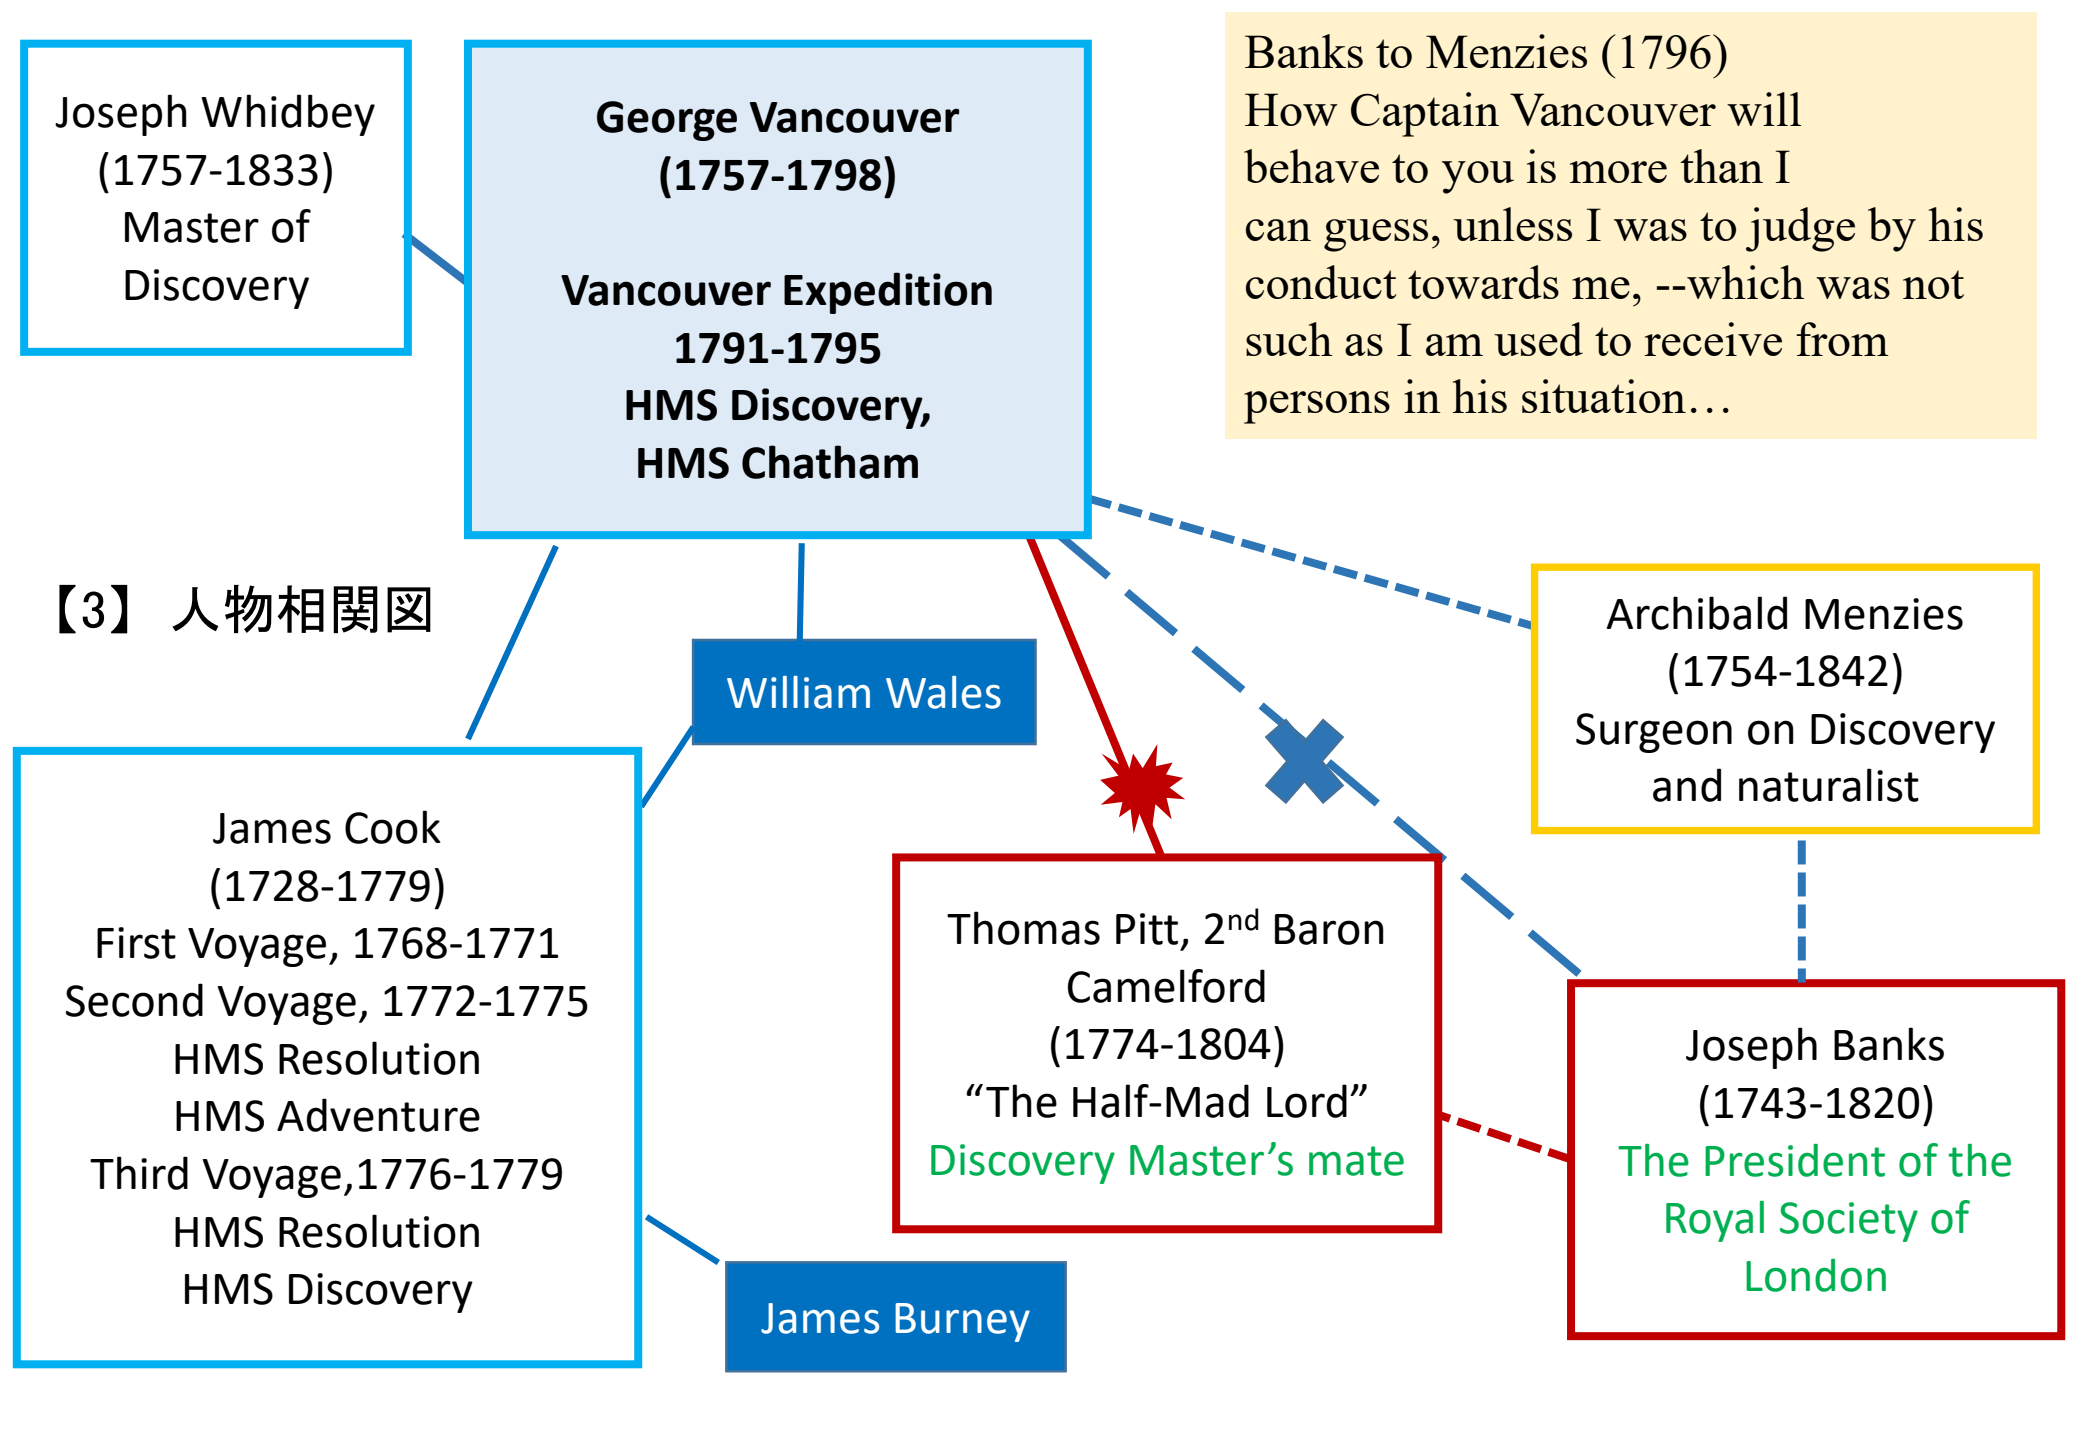 Joseph Whidbey
(1757-1833)
Master of
Discovery
George Vancouver
(1757-1798)
Vancouver Expedition
1791-1795
HMS Discovery,
HMS Chatham
Banks to Menzies (1796)
How Captain Vancouver will
behave to you is more than I
can guess, unless I was to judge by his
conduct towards me, --which was not
such as I am used to receive from
persons in his situation…
【3】 人物相関図
William Wales
Archibald Menzies
(1754-1842)
Surgeon on Discovery
and naturalist
James Cook
(1728-1779)
First Voyage, 1768-1771
Second Voyage, 1772-1775
HMS Resolution
HMS Adventure
Third Voyage,1776-1779
HMS Resolution
HMS Discovery
Thomas Pitt, 2nd Baron
Camelford
(1774-1804)
“The Half-Mad Lord”
Discovery Master’s mate
Joseph Banks
(1743-1820)
The President of the
Royal Society of
London
James Burney